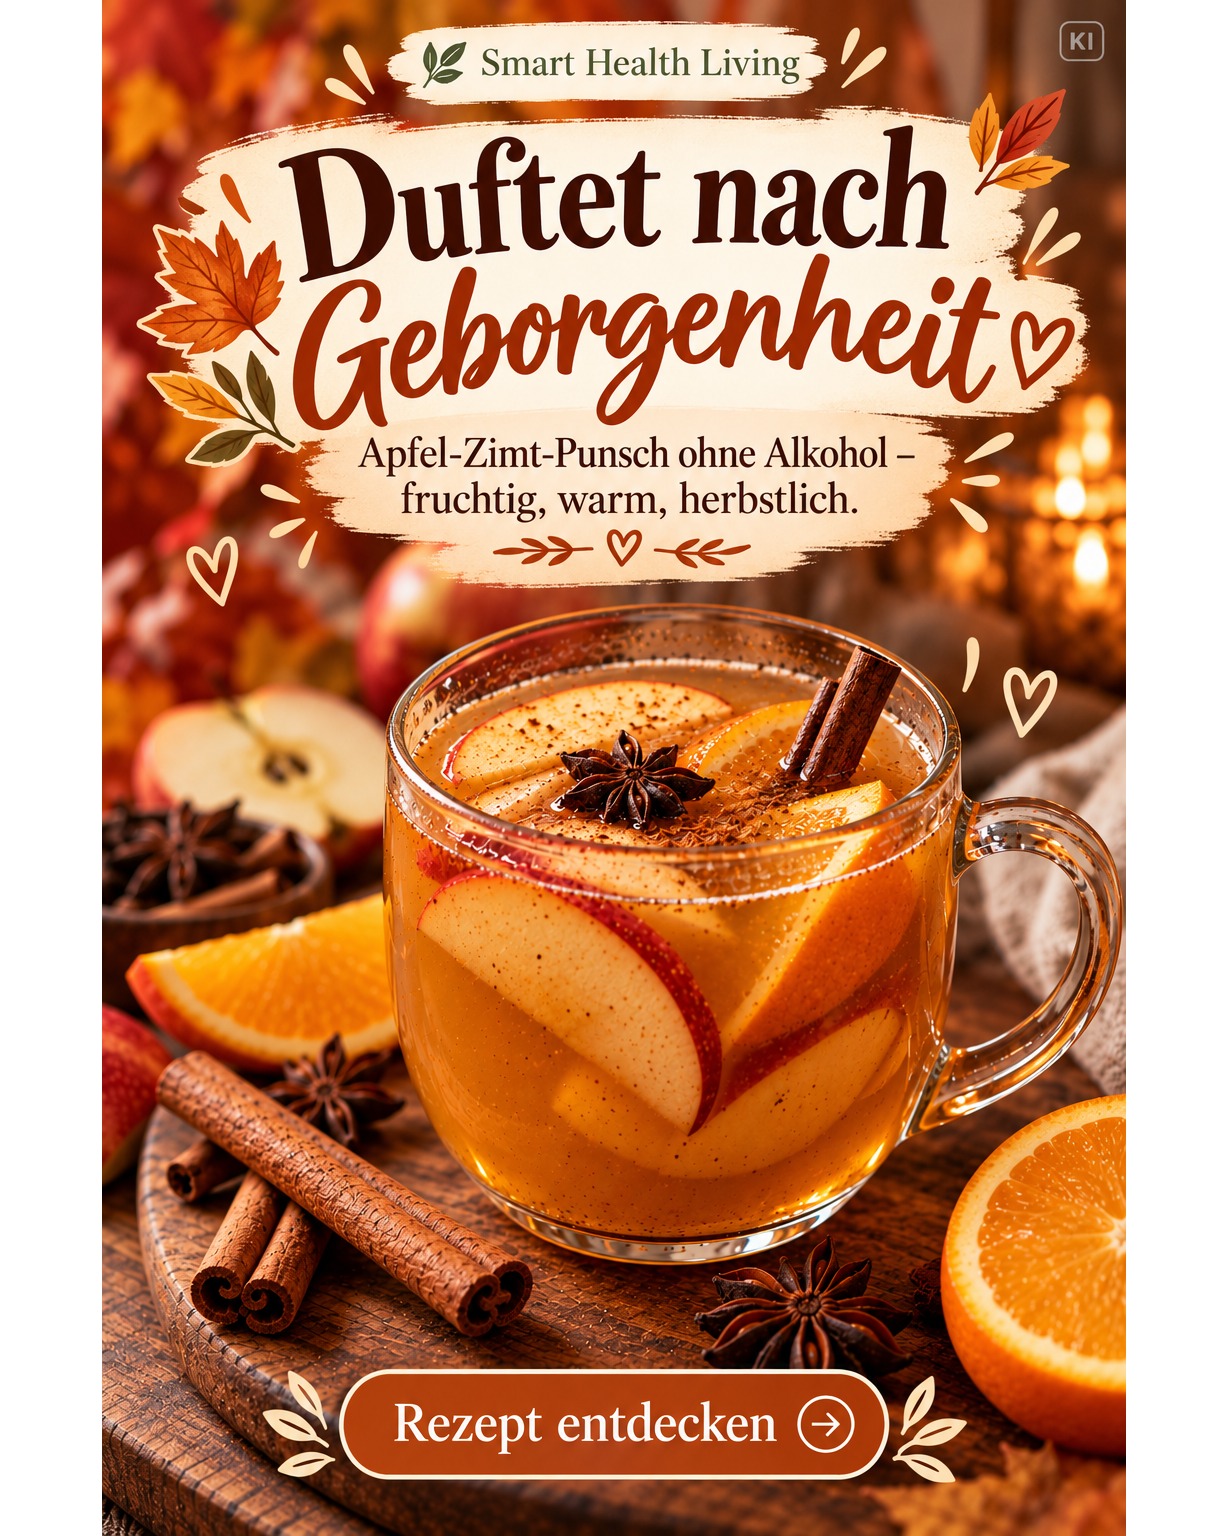 Smart Health Living
KI
Duftet nach
Geborgenheit
Apfel-Zimt-Punsch ohne Alkohol –
fruchtig, warm, herbstlich.
Rezept entdecken